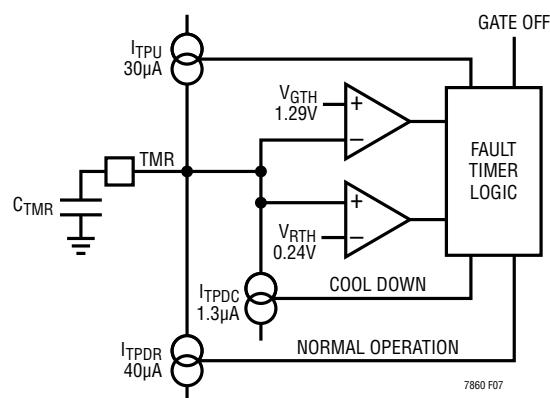 GATE OFF
ITPU
30µA
VGTH
1.29V
+
–
FAULT
TIMER
LOGIC
TMR
CTMR
+
–
VRTH
0.24V
ITPDC
1.3µA
COOL DOWN
ITPDR
40µA
NORMAL OPERATION
7860 F07